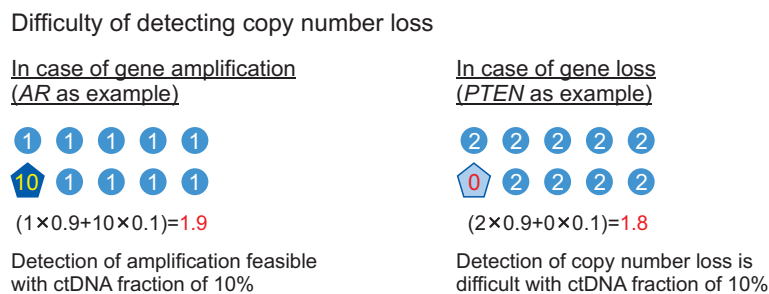 Difficulty of detecting copy number loss
In case of gene amplification
(AR as example)
1 1 1 1 1
10 1 1 1 1
(1×0.9+10×0.1)=1.9
Detection of amplification feasible
with ctDNA fraction of 10%
In case of gene loss
(PTEN as example)
2 2 2 2 2
0 2 2 2 2
(2×0.9+0×0.1)=1.8
Detection of copy number loss is
difficult with ctDNA fraction of 10%